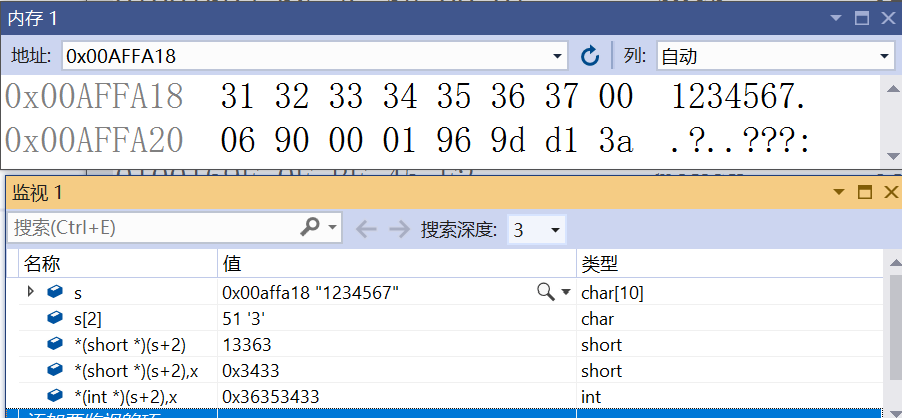 内存 1
地址: 0x00AFFA18 列: 自动
0x00AFFA18 31 32 33 34 35 36 37 00 1234567.
0x00AFFA20 06 90 00 01 96 9d d1 3a .?..???:
监视 1
搜索(Ctrl+E) 搜索深度: 3
名称 值 类型
s 0x00affa18 "1234567" char[10]
s[2] 51 '3' char
*(short *)(s+2) 13363 short
*(short *)(s+2),x 0x3433 short
*(int *)(s+2),x 0x36353433 int